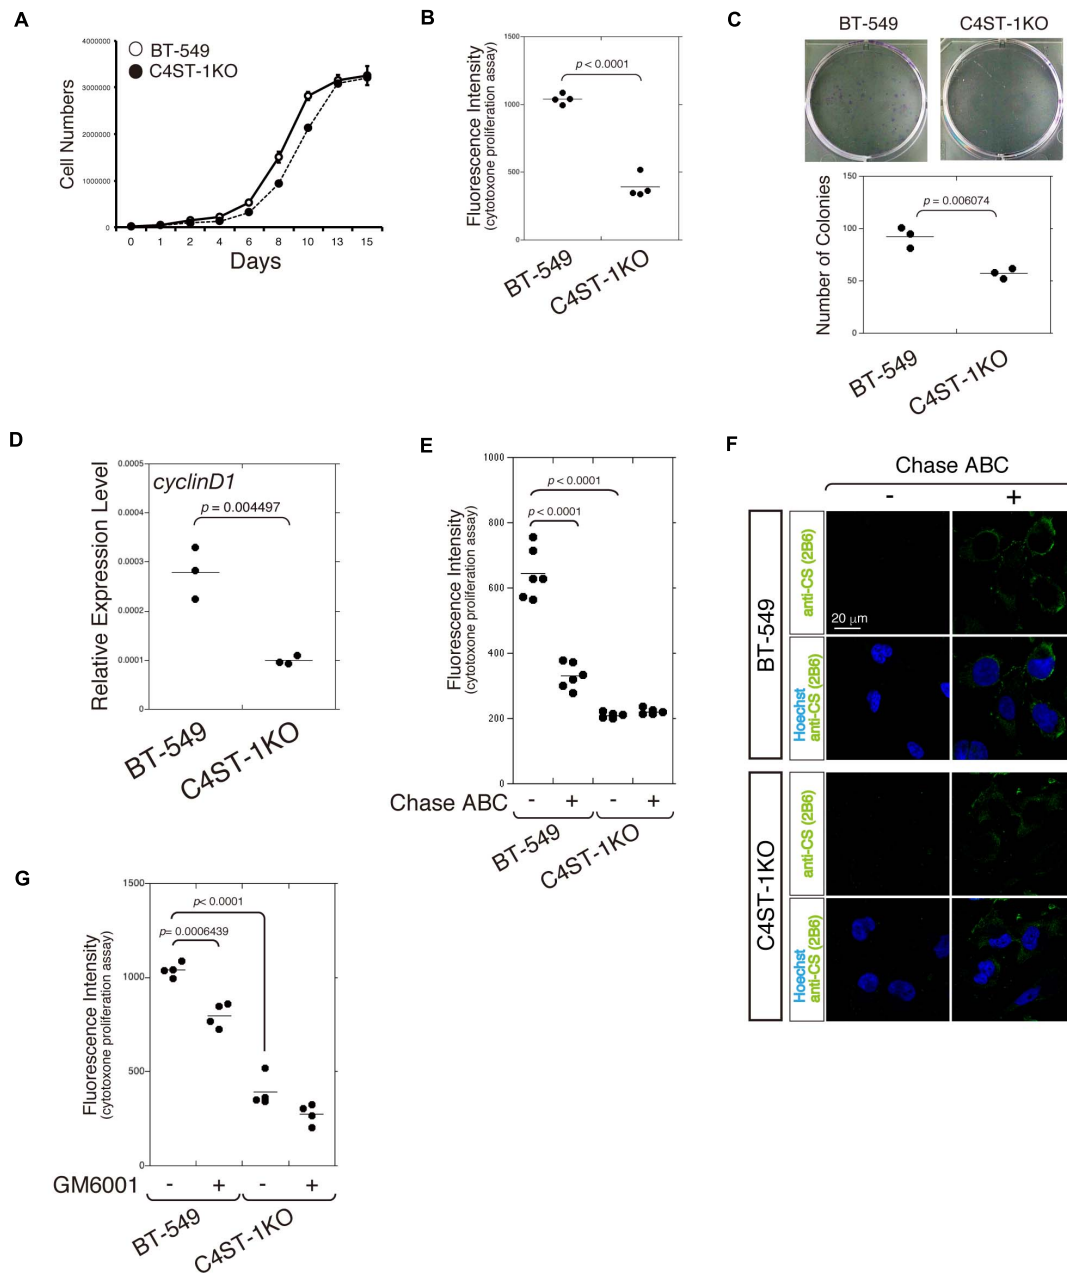 A
BT-549
C4ST-1KO
4000000
3000000
2000000
1000000
0
Cell Numbers
0 1 2 4 6 8 10 13 15
Days
B
1500
1000
500
0
Fluorescence Intensity
(cytotoxone proliferation assay)
p < 0.0001
BT-549
C4ST-1KO
C
BT-549 C4ST-1KO
150
100
50
0
Number of Colonies
p = 0.006074
BT-549
C4ST-1KO
D
0.0005
0.0004
0.0003
0.0002
0.0001
0
Relative Expression Level
cyclinD1
p = 0.004497
BT-549
C4ST-1KO
E
1000
800
600
400
200
0
Fluorescence Intensity
(cytotoxone proliferation assay)
p < 0.0001
p < 0.0001
Chase ABC - + - +
BT-549
C4ST-1KO
F
Chase ABC
- +
BT-549
anti-CS (2B6)
20 μm
Hoechst
anti-CS (2B6)
C4ST-1KO
anti-CS (2B6)
Hoechst
anti-CS (2B6)
G
1500
1000
500
0
Fluorescence Intensity
(cytotoxone proliferation assay)
p< 0.0001
p= 0.0006439
GM6001 - + - +
BT-549
C4ST-1KO